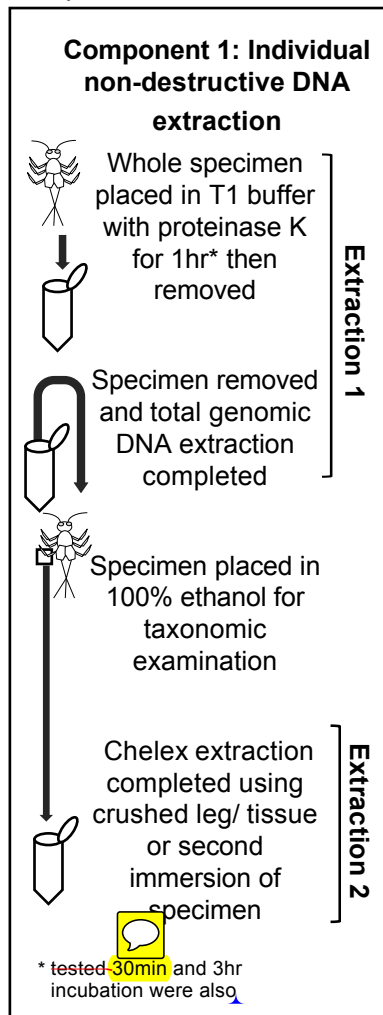 Component 1: Individual
non-destructive DNA
extraction
Whole specimen
placed in T1 buffer
with proteinase K
for 1hr* then
removed
Extraction 1
Specimen removed
and total genomic
DNA extraction
completed
Specimen placed in
100% ethanol for
taxonomic
examination
Chelex extraction
completed using
crushed leg/ tissue
or second
immersion of
specimen
Extraction 2
* tested 30min and 3hr
incubation were also